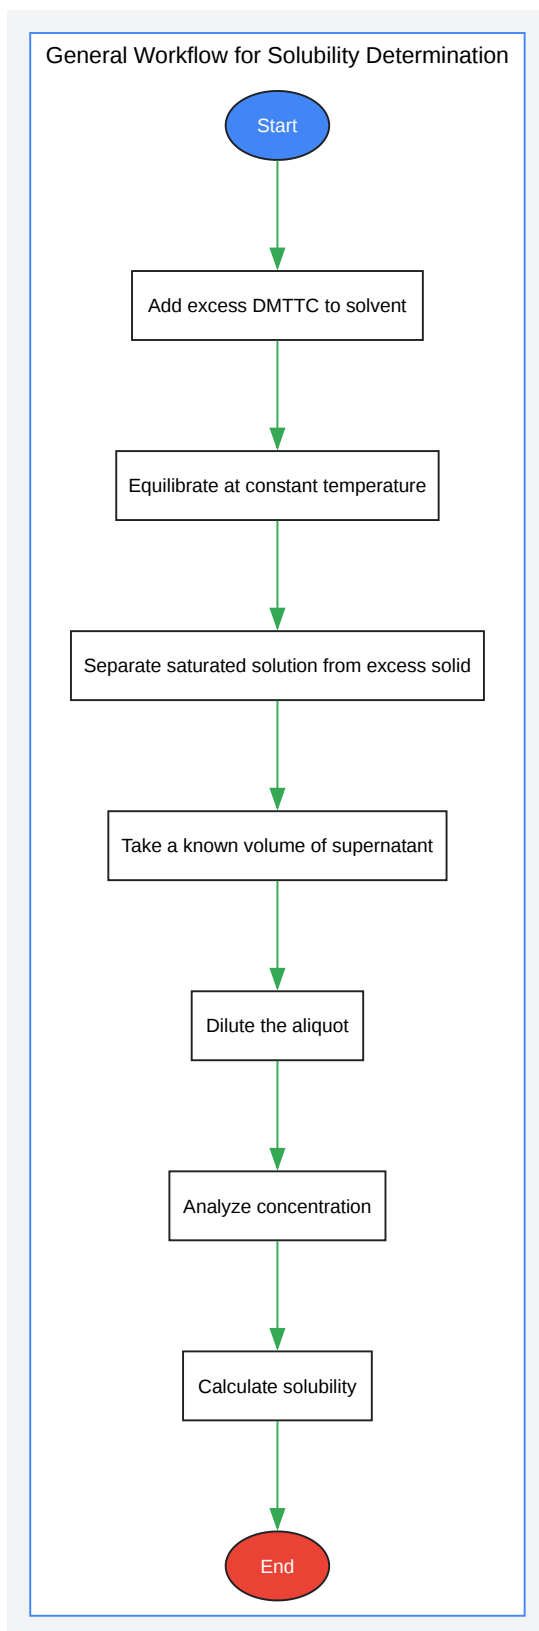 General Workflow for Solubility Determination
Start
Add excess DMTTC to solvent
Equilibrate at constant temperature
Separate saturated solution from excess solid
Take a known volume of supernatant
Dilute the aliquot
Analyze concentration
Calculate solubility
End